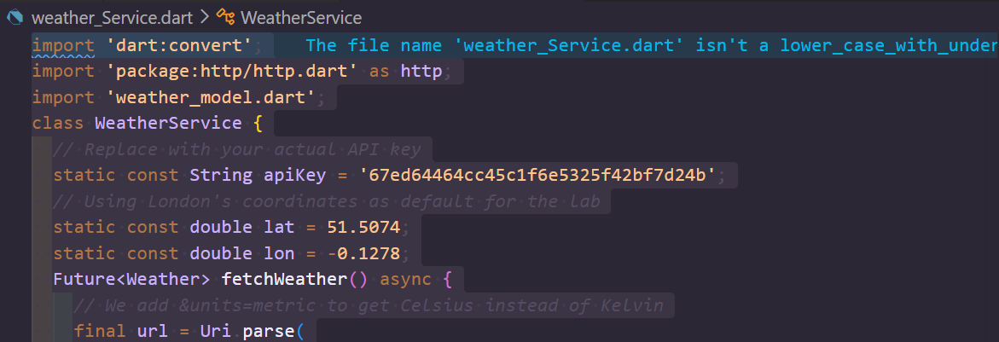 weather_Service.dart > WeatherService
import 'dart:convert';    The file name 'weather_Service.dart' isn't a lower_case_with_under
import 'package:http/http.dart' as http;
import 'weather_model.dart';
class WeatherService {
// Replace with your actual API key
static const String apiKey = '67ed64464cc45c1f6e5325f42bf7d24b';
// Using London's coordinates as default for the lab
static const double lat = 51.5074;
static const double lon = -0.1278;
Future<Weather> fetchWeather() async {
// We add &units=metric to get Celsius instead of Kelvin
final url = Uri.parse(